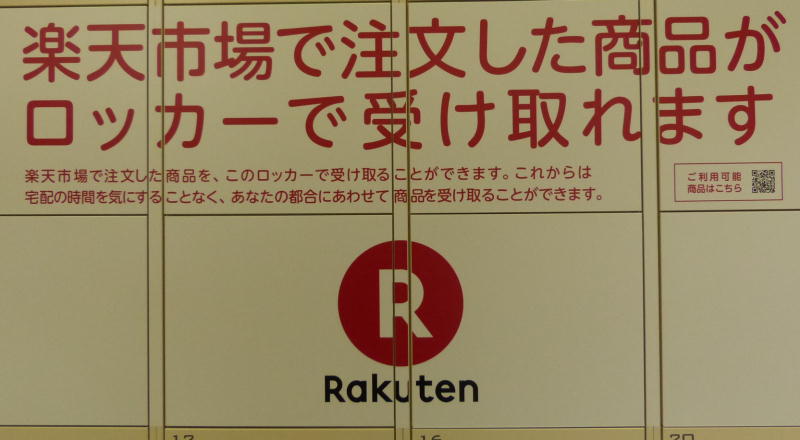 楽天市場で注文した商品が
ロッカーで受け取れます
楽天市場で注文した商品を、このロッカーで受け取ることができます。これからは
宅配の時間を気にすることなく、あなたの都合にあわせて商品を受け取ることができます。
ご利用可能
商品はこちら
R
Rakuten
17 16 20